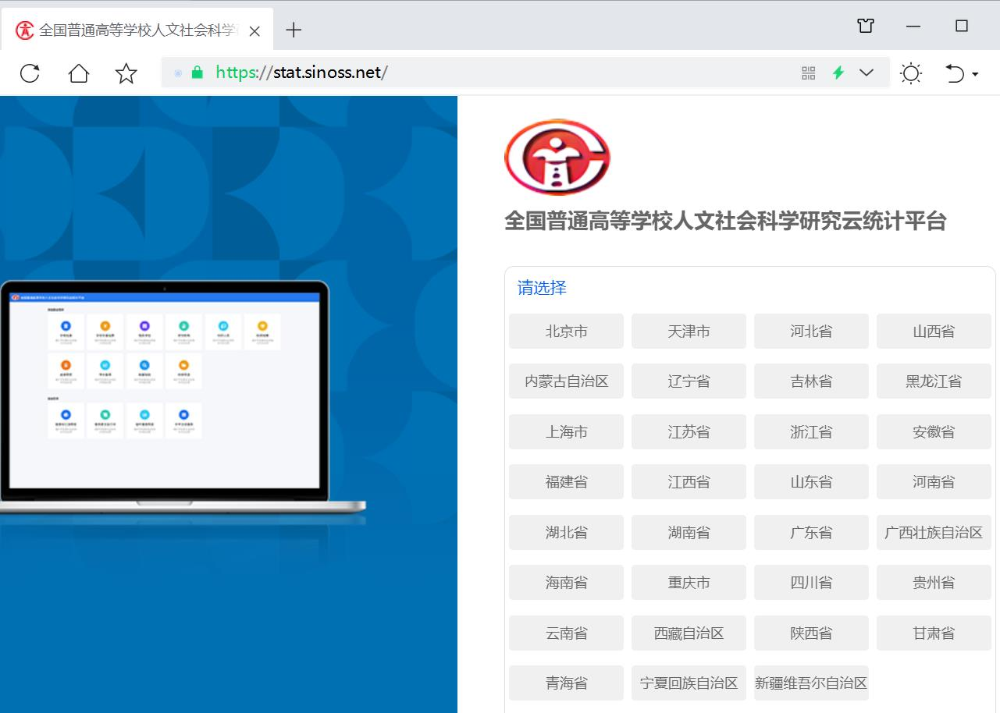 全国普通高等学校人文社会科学
https://stat.sinoss.net/
全国普通高等学校人文社会科学研究云统计平台
请选择
北京市 天津市 河北省 山西省
内蒙古自治区 辽宁省 吉林省 黑龙江省
上海市 江苏省 浙江省 安徽省
福建省 江西省 山东省 河南省
湖北省 湖南省 广东省 广西壮族自治区
海南省 重庆市 四川省 贵州省
云南省 西藏自治区 陕西省 甘肃省
青海省 宁夏回族自治区 新疆维吾尔自治区